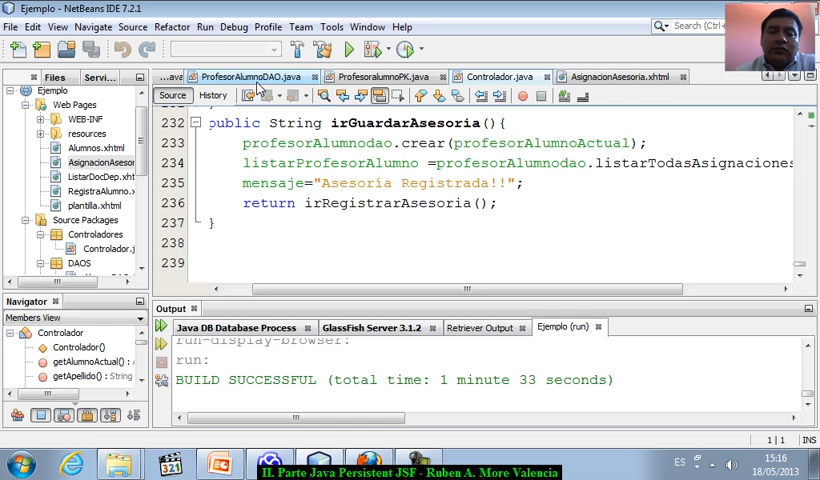 Ejemplo - NetBeans IDE 7.2.1
File Edit View Navigate Source Refactor Run Debug Profile Team Tools Window Help
Search (Ctrl+I)
Files Servi...
...ava ProfesorAlumnoDAO.java ProfesoralumnoPK.java Controlador.java AsignacionAsesoria.xhtml
Source History
Ejemplo
Web Pages
WEB-INF
resources
Alumnos.xhtml
AsignacionAsesor
ListarDocDep.xht
RegistraAlumno.x
plantilla.xhtml
Source Packages
Controladores
Controlador.j
DAOS
232 public String irGuardarAsesoria(){
233 profesorAlumnodao.crear(profesorAlumnoActual);
234 listarProfesorAlumno =profesorAlumnodao.listarTodasAsignaciones
235 mensaje="Asesoría Registrada!!";
236 return irRegistrarAsesoria();
237 }
238
239
Navigator
Members View
Controlador
Controlador()
getAlumnoActual() : A
getApellido() : String
Output
Java DB Database Process GlassFish Server 3.1.2 Retriever Output Ejemplo (run)
run-display-browser:
run:
BUILD SUCCESSFUL (total time: 1 minute 33 seconds)
1 | 1 INS
321
ES
15:16
18/05/2013
II. Parte Java Persistent JSF - Ruben A. More Valencia